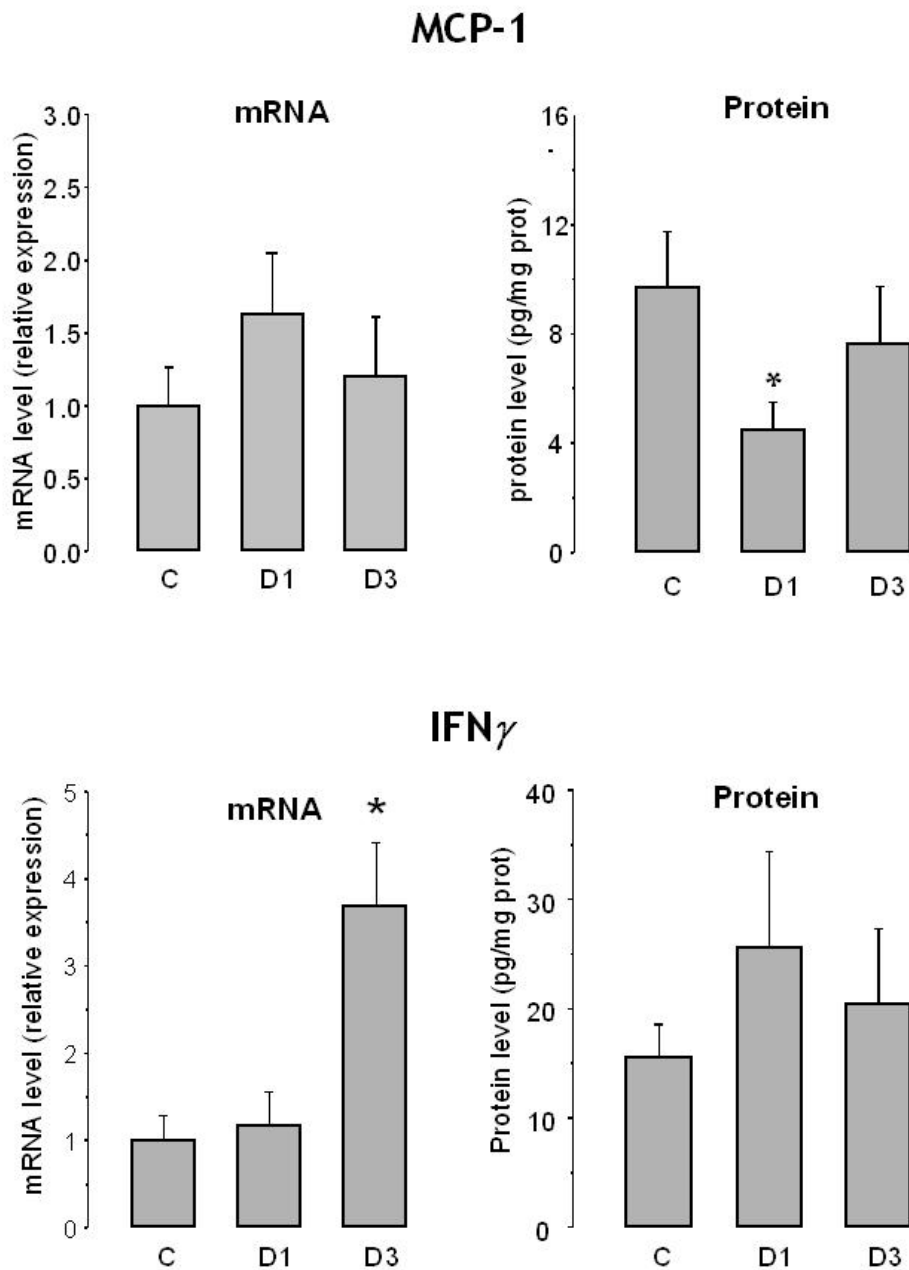 MCP-1
mRNA
mRNA level (relative expression)
3.0
2.5
2.0
1.5
1.0
0.5
0.0
C D1 D3
Protein
protein level (pg/mg prot)
16
12
8
4
0
*
C D1 D3
IFNγ
mRNA
mRNA level (relative expression)
5
4
3
2
1
0
*
C D1 D3
Protein
Protein level (pg/mg prot)
40
30
20
10
0
C D1 D3